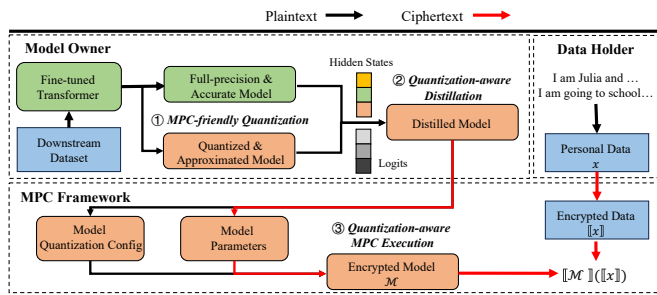 Plaintext
Ciphertext
Model Owner
Fine-tuned
Transformer
Downstream
Dataset
Full-precision &
Accurate Model
① MPC-friendly Quantization
Quantized &
Approximated Model
Hidden States
Logits
② Quantization-aware
Distillation
Distilled Model
Data Holder
I am Julia and …
I am going to school…
Personal Data
x
MPC Framework
Model
Quantization Config
Model
Parameters
③ Quantization-aware
MPC Execution
Encrypted Model
ℳ
Encrypted Data
⟦x⟧
⟦ℳ⟧(⟦x⟧)